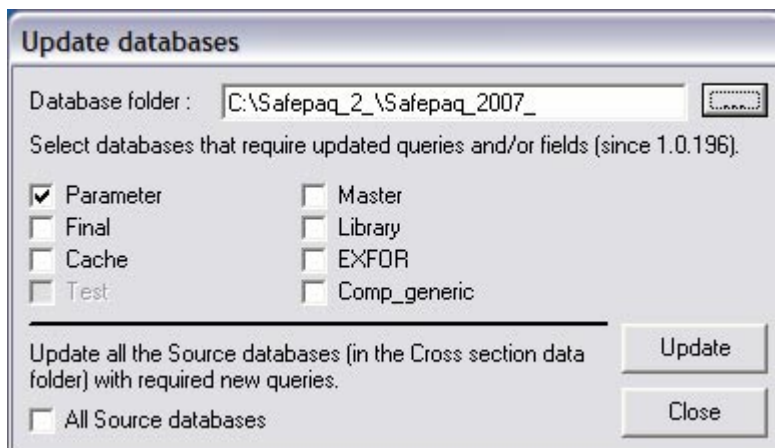 Update databases
Database folder : C:\Safepaq_2_\Safepaq_2007_ ....
Select databases that require updated queries and/or fields (since 1.0.196).
Parameter Master
Final Library
Cache EXFOR
Test Comp_generic
Update all the Source databases (in the Cross section data
folder) with required new queries.
Update
All Source databases
Close